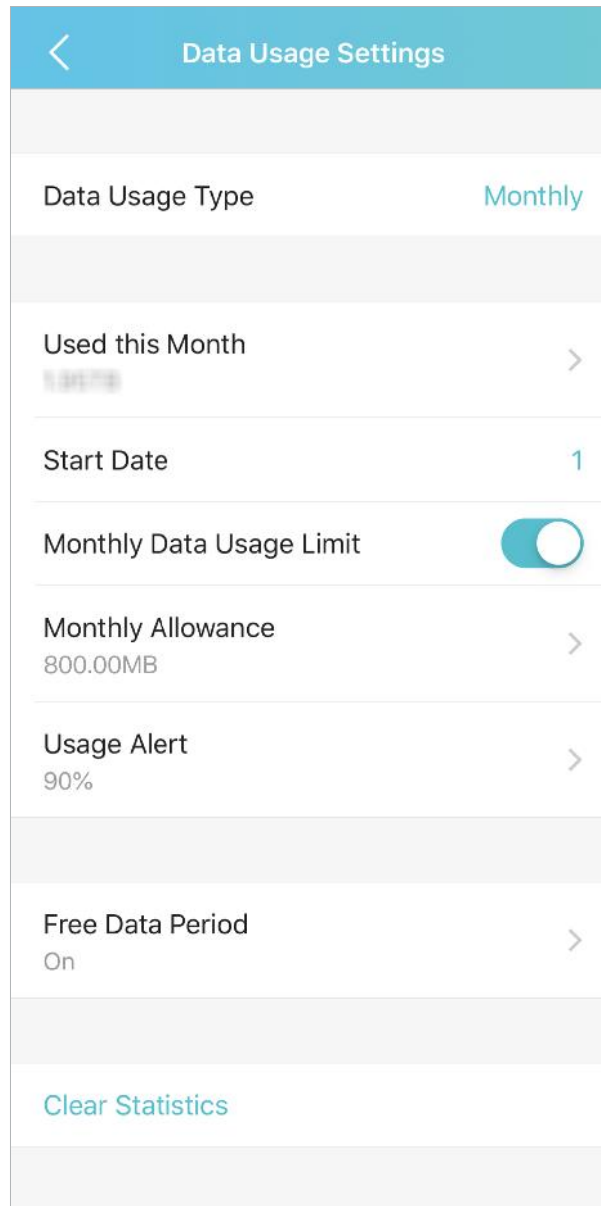 Data Usage Settings
Data Usage Type Monthly
Used this Month
Start Date 1
Monthly Data Usage Limit
Monthly Allowance
800.00MB
Usage Alert
90%
Free Data Period
On
Clear Statistics